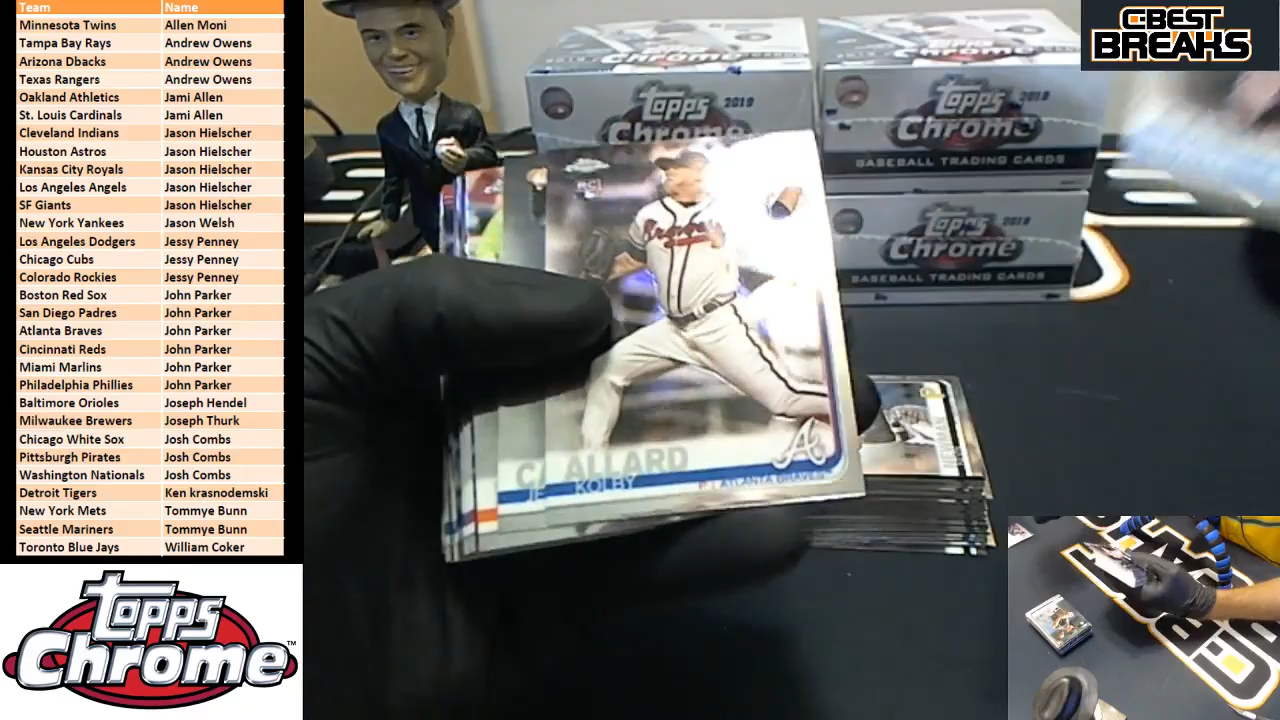 Team Name
Minnesota Twins Allen Moni
Tampa Bay Rays Andrew Owens
Arizona Dbacks Andrew Owens
Texas Rangers Andrew Owens
Oakland Athletics Jami Allen
St. Louis Cardinals Jami Allen
Cleveland Indians Jason Hielscher
Houston Astros Jason Hielscher
Kansas City Royals Jason Hielscher
Los Angeles Angels Jason Hielscher
SF Giants Jason Hielscher
New York Yankees Jason Welsh
Los Angeles Dodgers Jessy Penney
Chicago Cubs Jessy Penney
Colorado Rockies Jessy Penney
Boston Red Sox John Parker
San Diego Padres John Parker
Atlanta Braves John Parker
Cincinnati Reds John Parker
Miami Marlins John Parker
Philadelphia Phillies John Parker
Baltimore Orioles Joseph Hendel
Milwaukee Brewers Joseph Thurk
Chicago White Sox Josh Combs
Pittsburgh Pirates Josh Combs
Washington Nationals Josh Combs
Detroit Tigers Ken krasnodemski
New York Mets Tommye Bunn
Seattle Mariners Tommye Bunn
Toronto Blue Jays William Coker
Topps
Chrome™
C-BEST
BREAKS
Topps 2019
Chrome
Topps 2019
Chrome
BASEBALL TRADING CARDS
Topps 2019
Chrome
BASEBALL TRADING CARDS
Braves
CA
JE
ALLARD
KOLBY
P | ATLANTA BRAVES